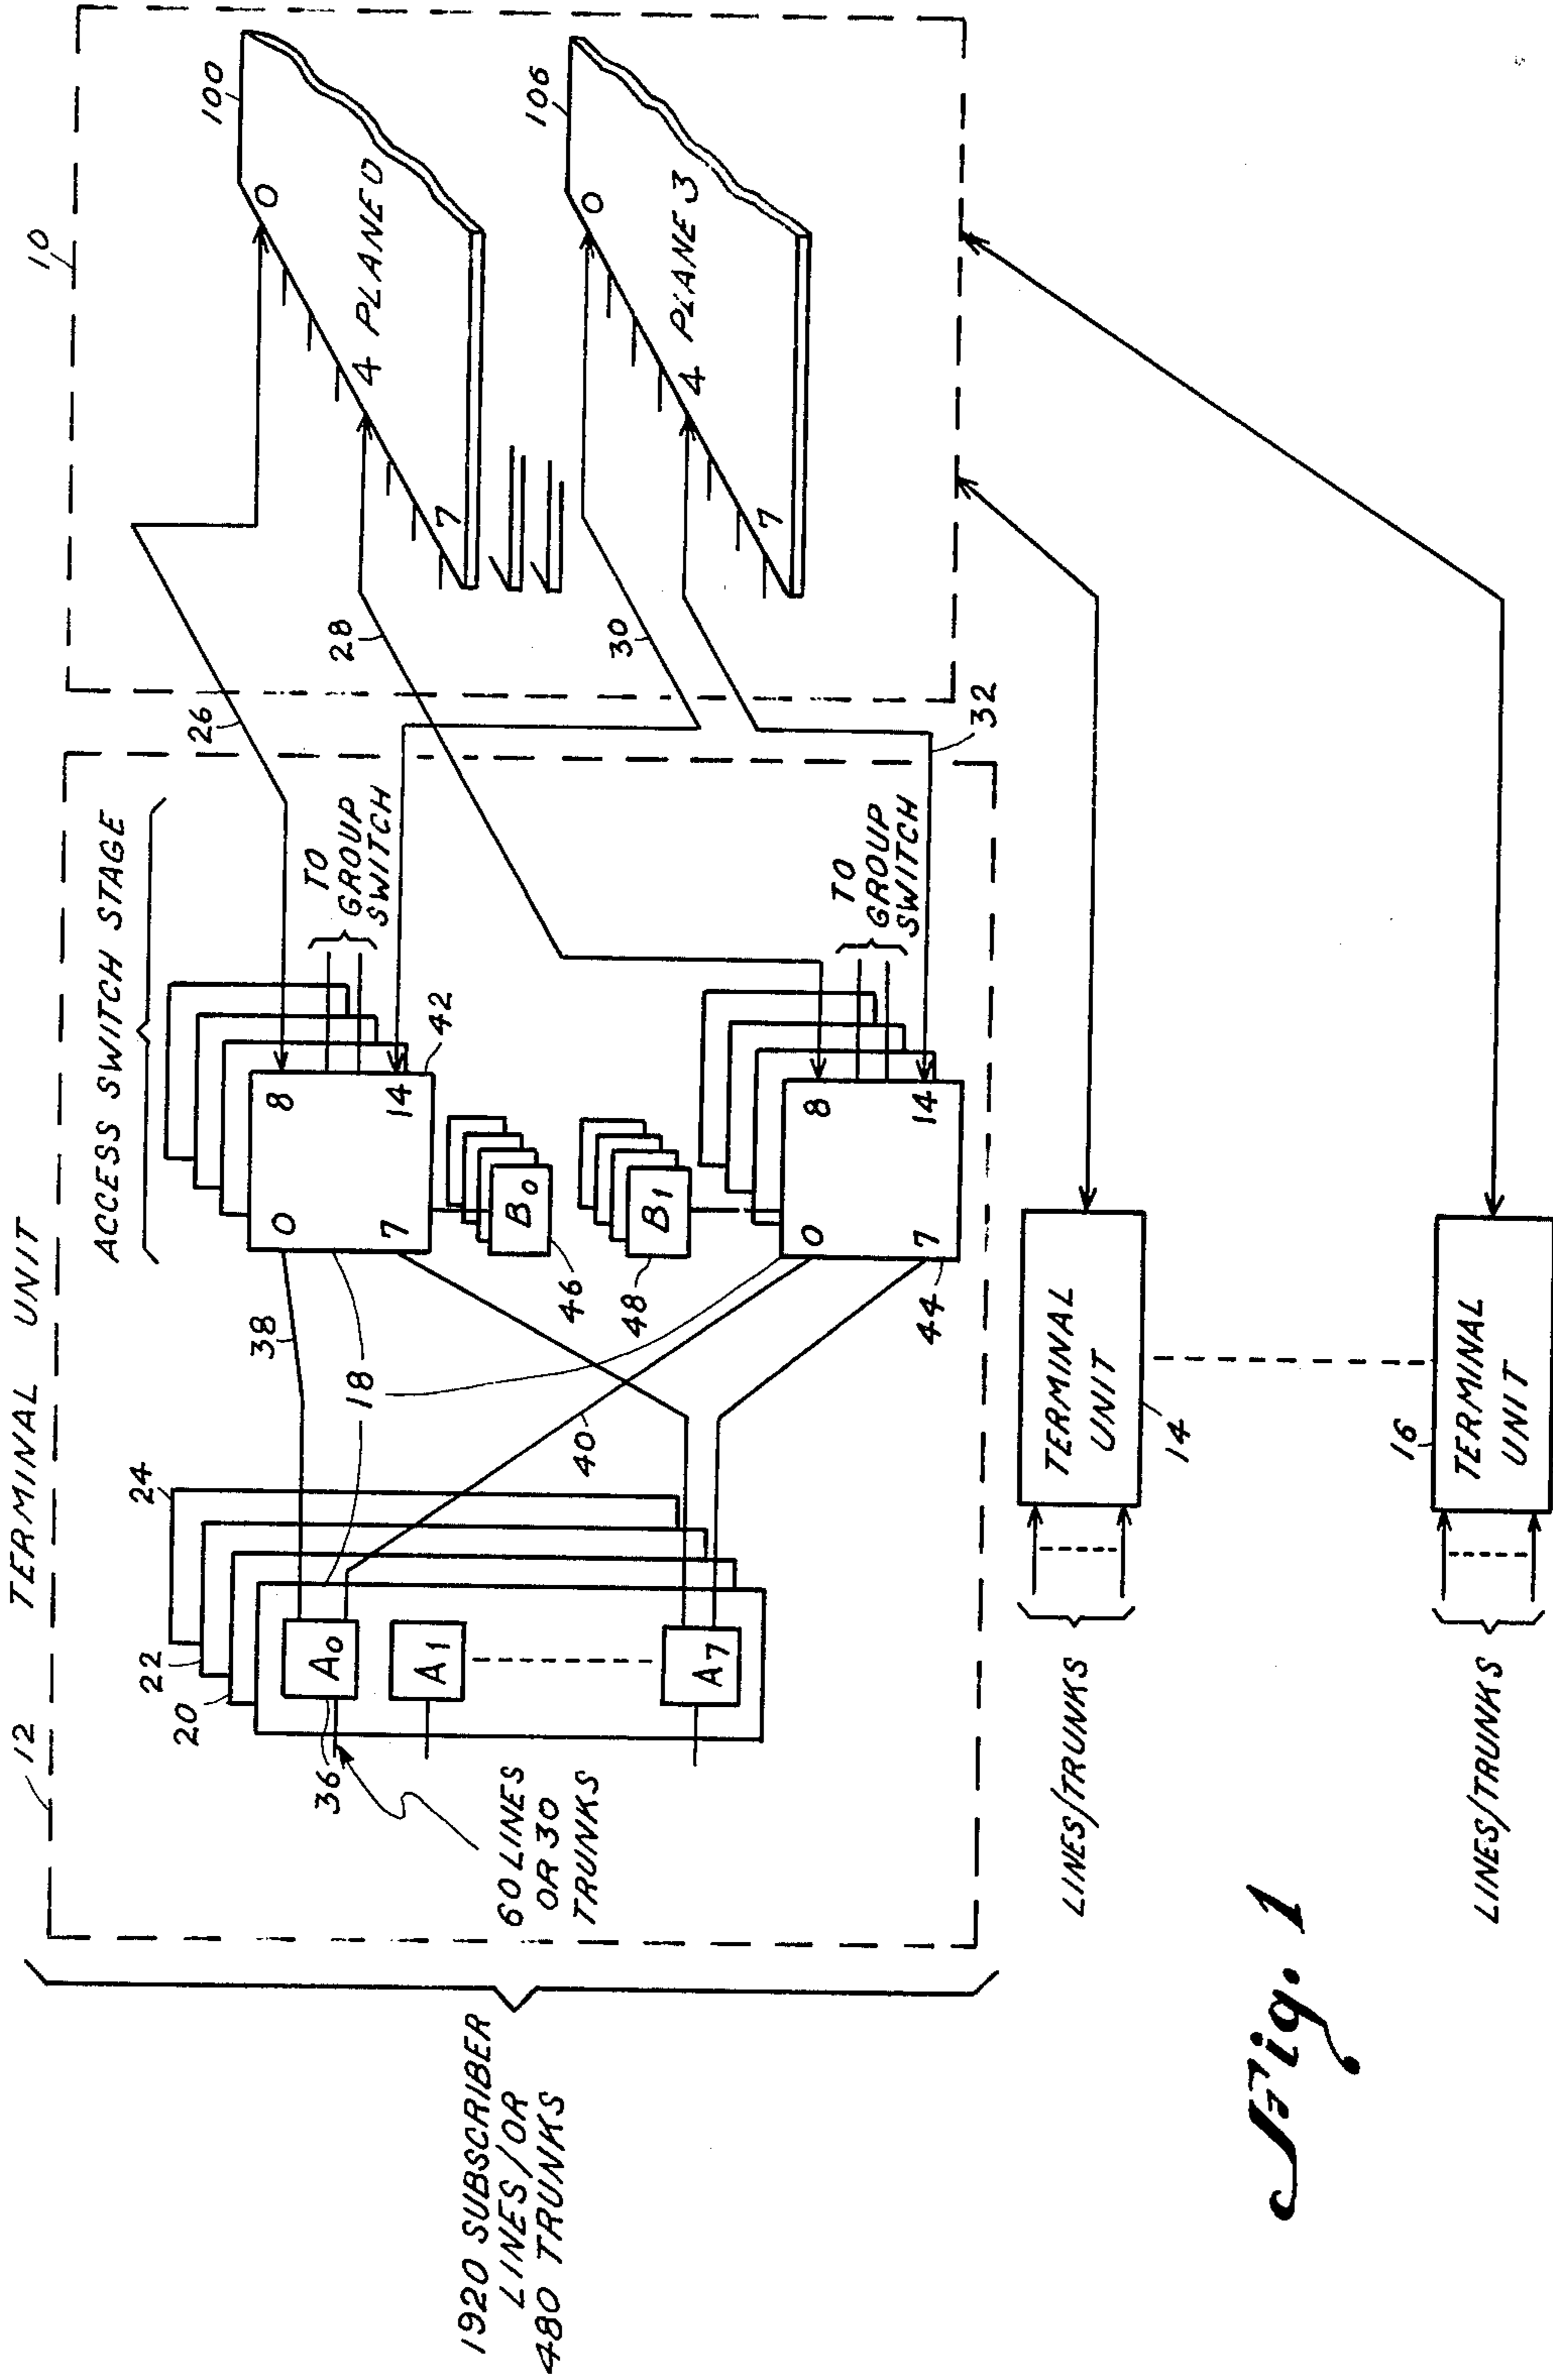 12
TERMINAL UNIT
10
ACCESS SWITCH STAGE
100
106
PLANE 0
0
4
7
PLANE 3
0
4
7
26
28
30
32
20
22
24
18
36
38
40
42
44
46
48
A0
A1
A7
B0
B1
0
7
8
14
0
7
8
14
TO
GROUP
SWITCH
TO
GROUP
SWITCH
60 LINES
OR 30
TRUNKS
1920 SUBSCRIBER
LINES/OR
480 TRUNKS
LINES/TRUNKS
TERMINAL
UNIT
14
LINES/TRUNKS
TERMINAL
UNIT
16
Fig. 1